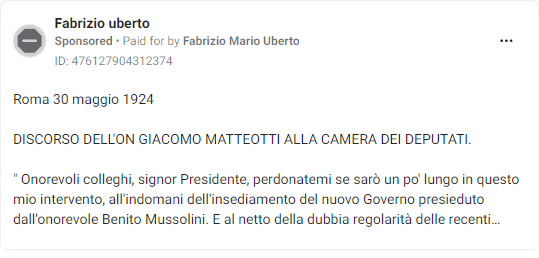 Fabrizio uberto
Sponsored • Paid for by Fabrizio Mario Uberto
ID: 476127904312374
Roma 30 maggio 1924
DISCORSO DELL'ON GIACOMO MATTEOTTI ALLA CAMERA DEI DEPUTATI.
" Onorevoli colleghi, signor Presidente, perdonatemi se sarò un po' lungo in questo
mio intervento, all'indomani dell'insediamento del nuovo Governo presieduto
dall'onorevole Benito Mussolini. E al netto della dubbia regolarità delle recenti...